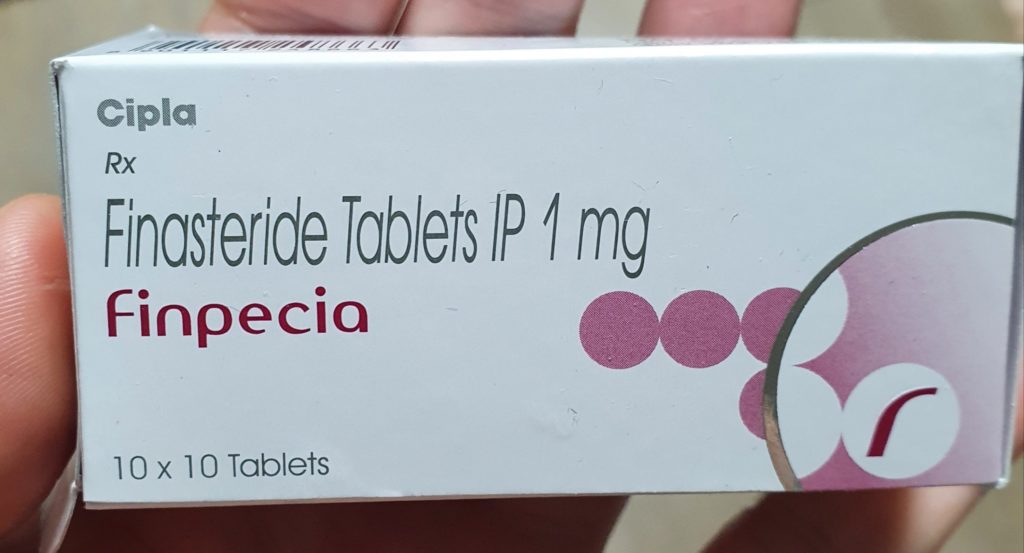 Cipla
Rx
Finasteride Tablets IP 1 mg
Finpecia
10 x 10 Tablets